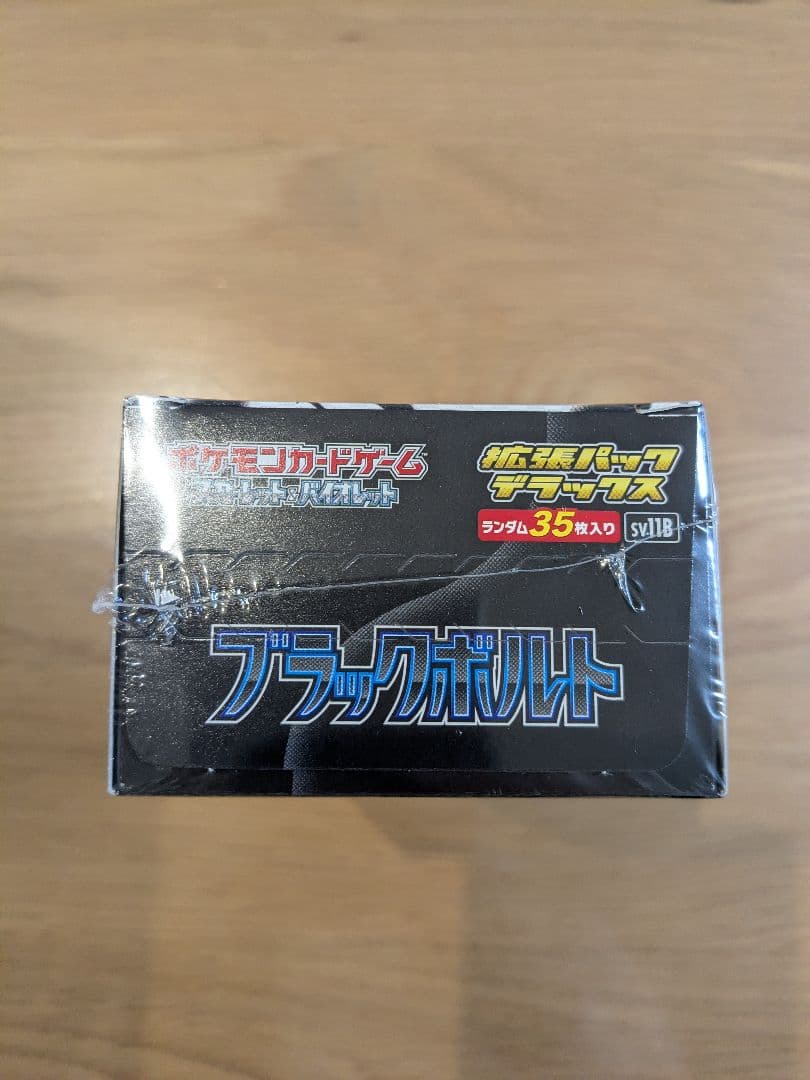 ポケモンカードゲーム
スカーレット&バイオレット
拡張パック
デラックス
ランダム35枚入り
SV11B
ブラックボルト